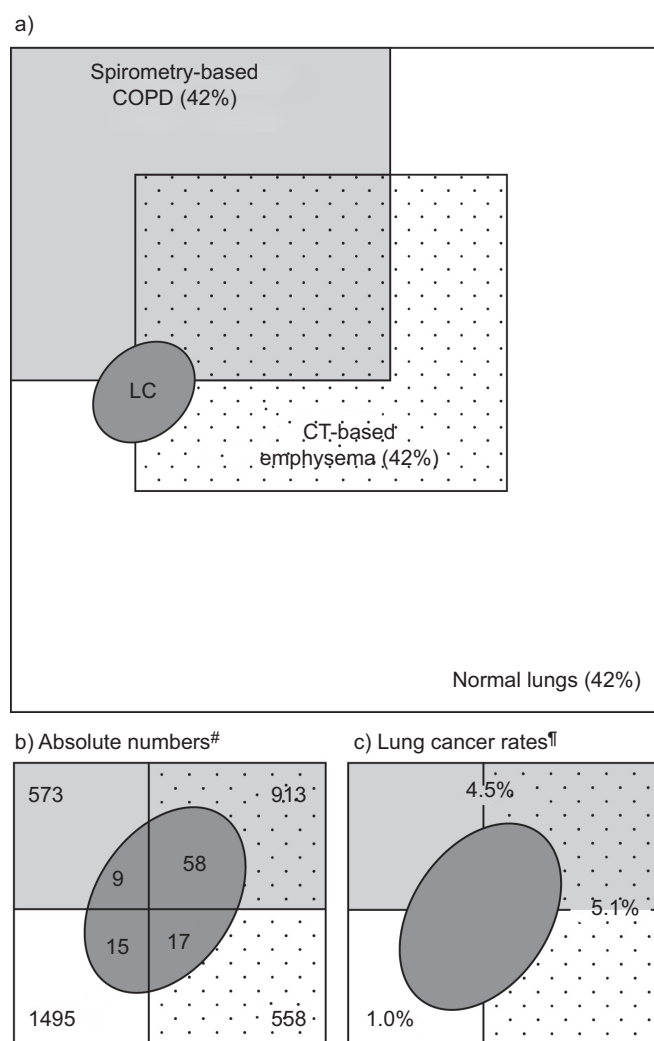 a)
Spirometry-based
COPD (42%)
LC
CT-based
emphysema (42%)
Normal lungs (42%)
b) Absolute numbers#
573
913
9
58
15
17
1495
558
c) Lung cancer rates¶
4.5%
5.1%
1.0%